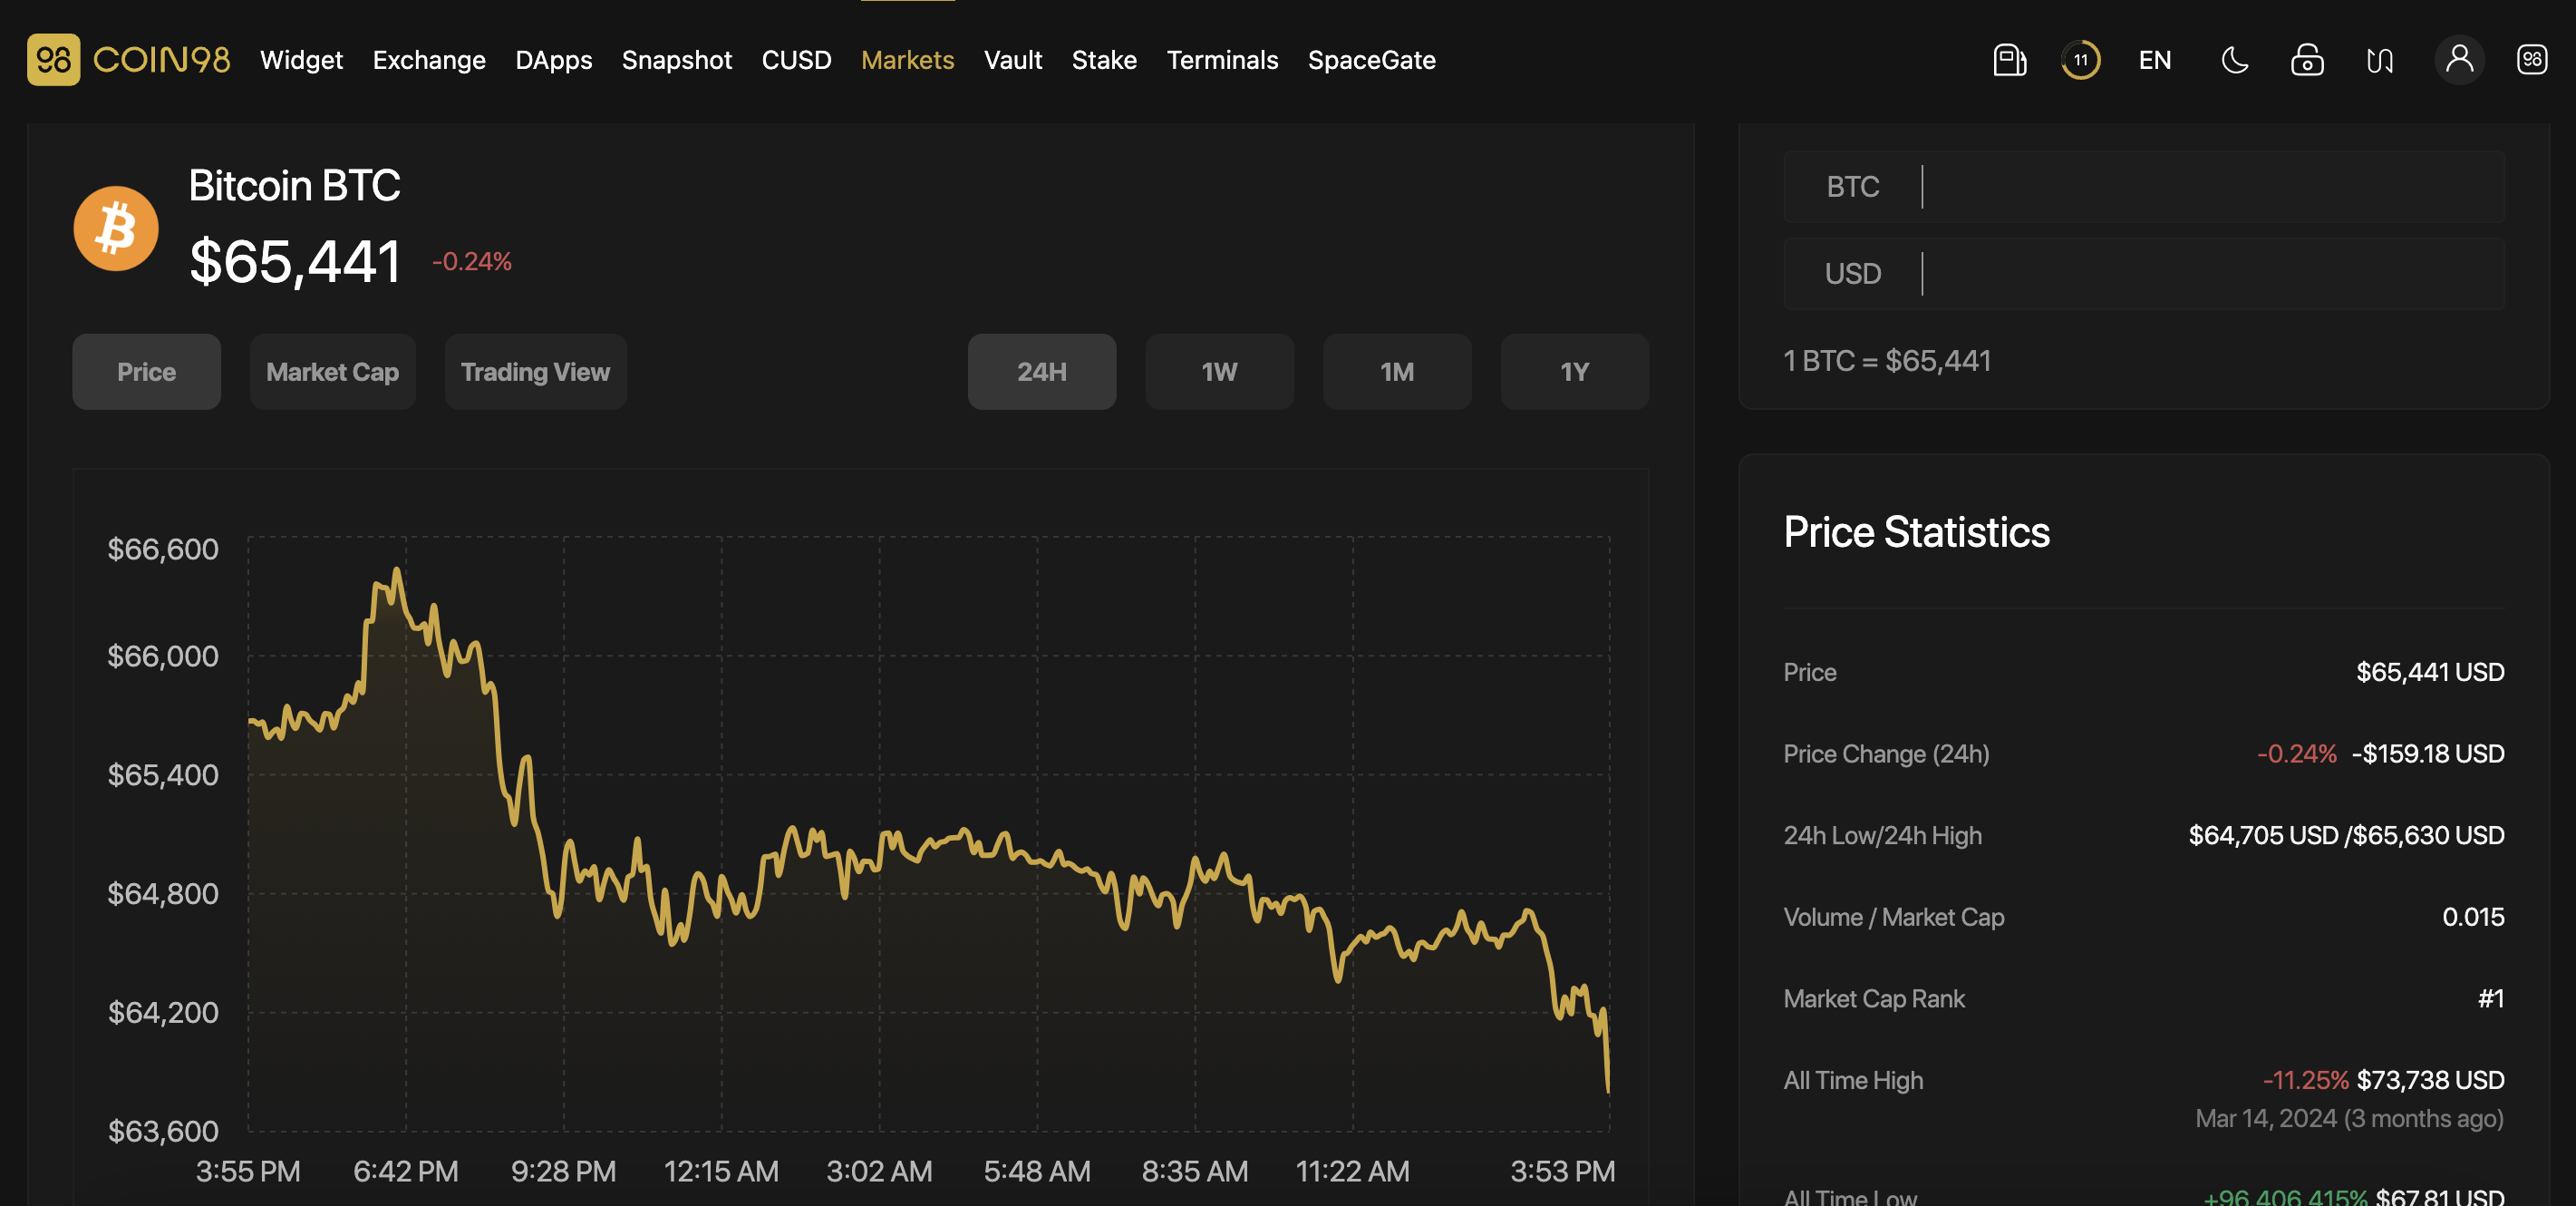 98 COIN98 Widget Exchange DApps Snapshot CUSD Markets Vault Stake Terminals SpaceGate 11 EN 98
Bitcoin BTC
$65,441 -0.24%
Price Market Cap Trading View 24H 1W 1M 1Y
$66,600
$66,000
$65,400
$64,800
$64,200
$63,600
3:55 PM 6:42 PM 9:28 PM 12:15 AM 3:02 AM 5:48 AM 8:35 AM 11:22 AM 3:53 PM
BTC
USD
1 BTC = $65,441
Price Statistics
Price $65,441 USD
Price Change (24h) -0.24% -$159.18 USD
24h Low/24h High $64,705 USD /$65,630 USD
Volume / Market Cap 0.015
Market Cap Rank #1
All Time High -11.25% $73,738 USD
Mar 14, 2024 (3 months ago)
All Time Low +96,406.415% $67.81 USD